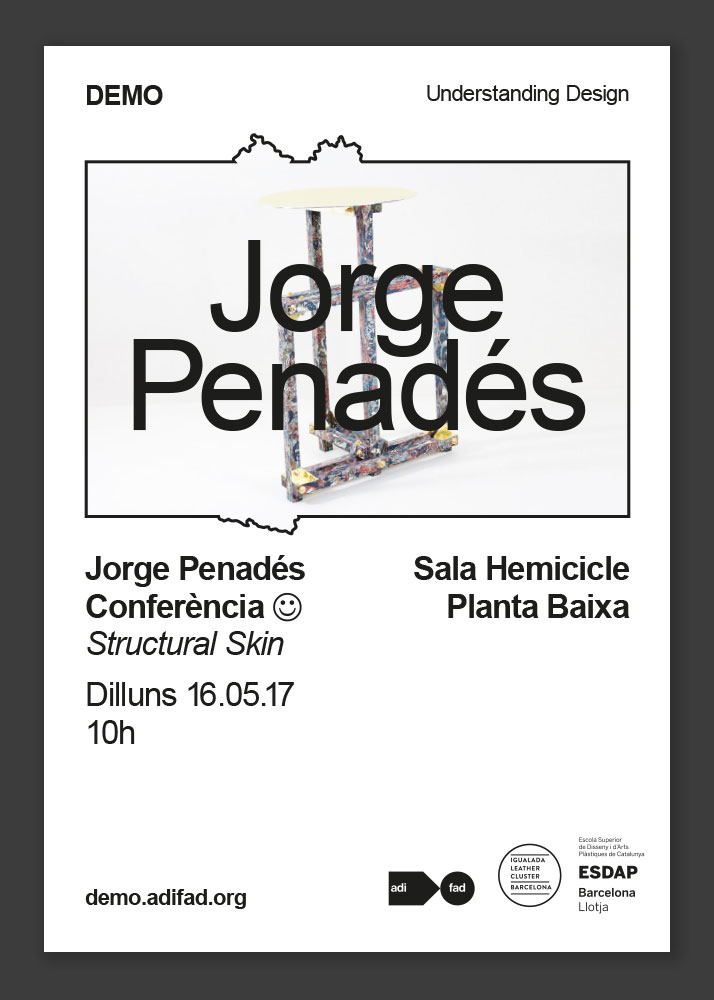 DEMO
Understanding Design
Jorge
Penadés
Jorge Penadés
Conferència ☺
Structural Skin
Dilluns 16.05.17
10h
Sala Hemicicle
Planta Baixa
demo.adifad.org
adi fad
IGUALADA
LEATHER
CLUSTER
BARCELONA
Escola Superior
de Disseny i d'Arts
Plàstiques de Catalunya
ESDAP
Barcelona
Llotja